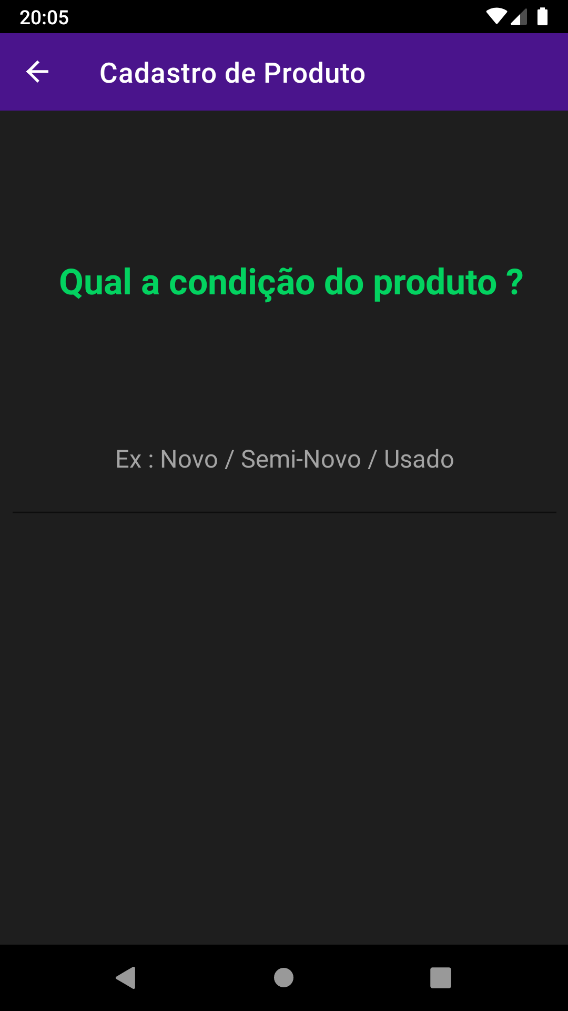 20:05
Cadastro de Produto
Qual a condição do produto ?
Ex : Novo / Semi-Novo / Usado